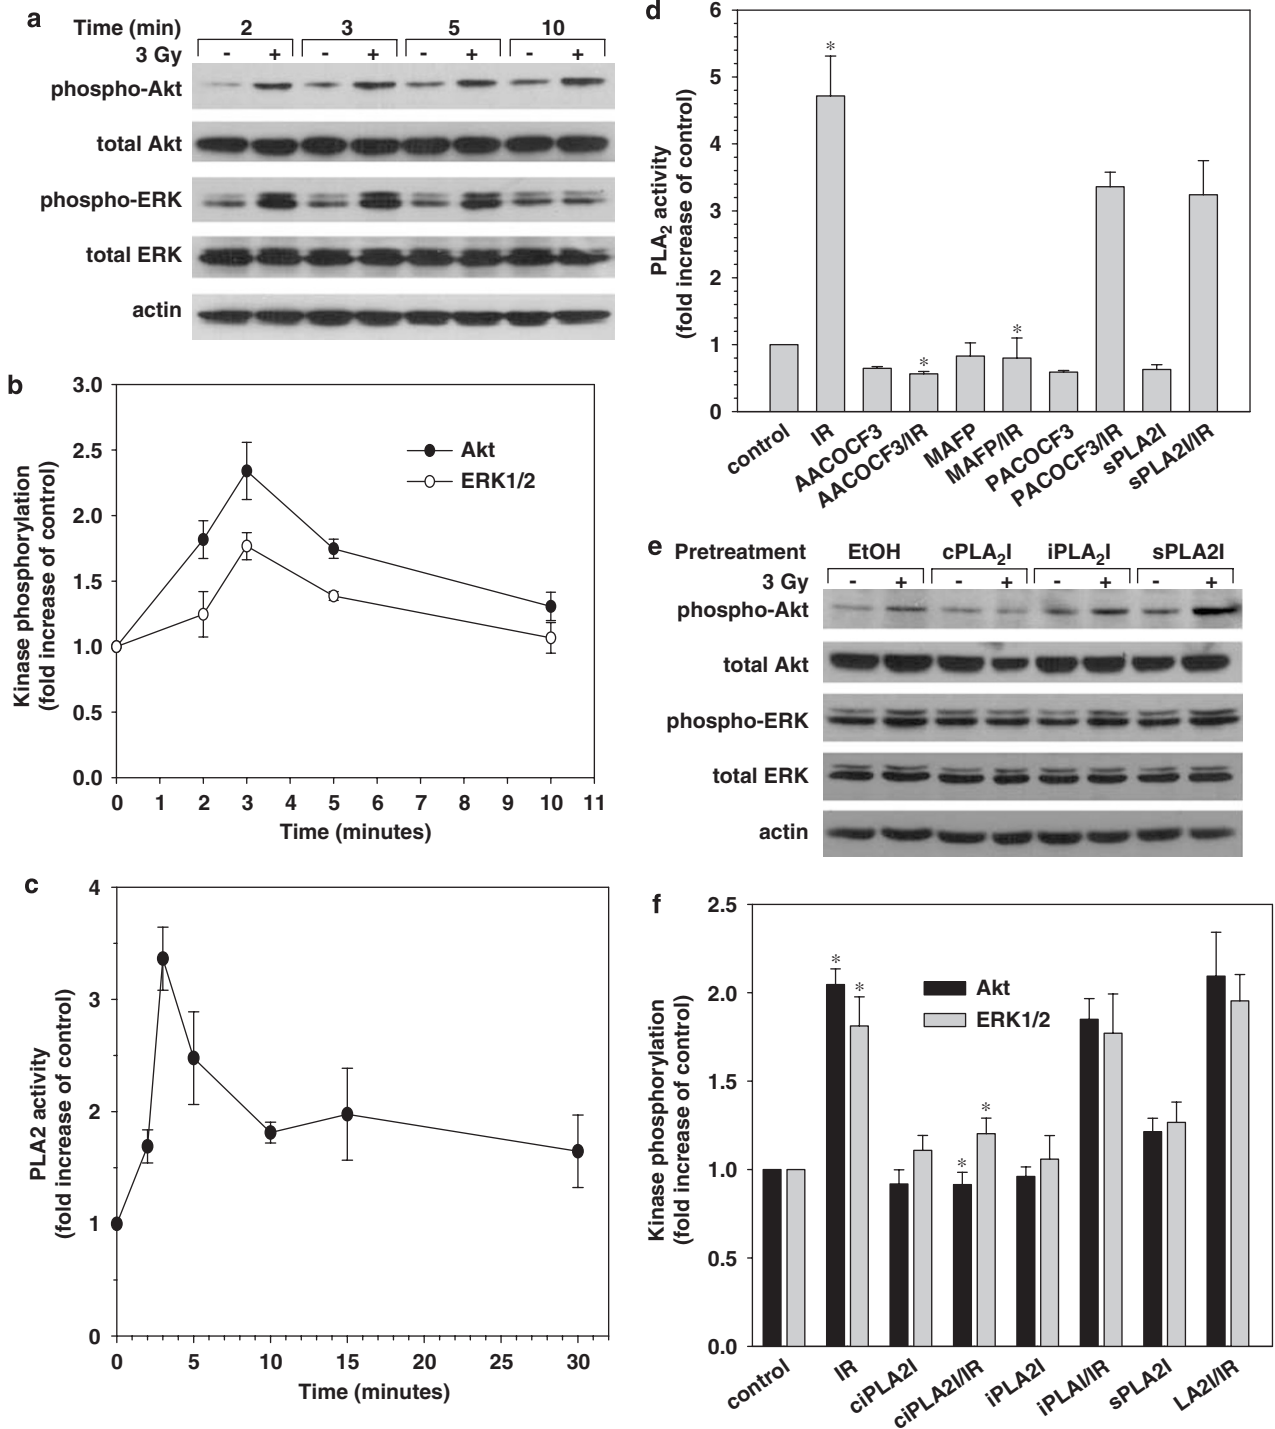 a
Time (min) 2 3 5 10
3 Gy - + - + - + - +
phospho-Akt
total Akt
phospho-ERK
total ERK
actin
b
Kinase phosphorylation
(fold increase of control)
3.0
2.5
2.0
1.5
1.0
0.5
0.0
Akt
ERK1/2
0 1 2 3 4 5 6 7 8 9 10 11
Time (minutes)
c
PLA2 activity
(fold increase of control)
4
3
2
1
0
0 5 10 15 20 25 30
Time (minutes)
d
PLA₂ activity
(fold increase of control)
6
5
4
3
2
1
0
*
*
*
control
IR
AACOCF3
AACOCF3/IR
MAFP
MAFP/IR
PACOCF3
PACOCF3/IR
sPLA2I
sPLA2I/IR
e
Pretreatment EtOH cPLA₂I iPLA₂I sPLA2I
3 Gy - + - + - + - +
phospho-Akt
total Akt
phospho-ERK
total ERK
actin
f
Kinase phosphorylation
(fold increase of control)
2.5
2.0
1.5
1.0
0.5
0.0
Akt
ERK1/2
* *
* *
control
IR
ciPLA2I
ciPLA2I/IR
iPLA2I
iPLAI/IR
sPLA2I
LA2I/IR